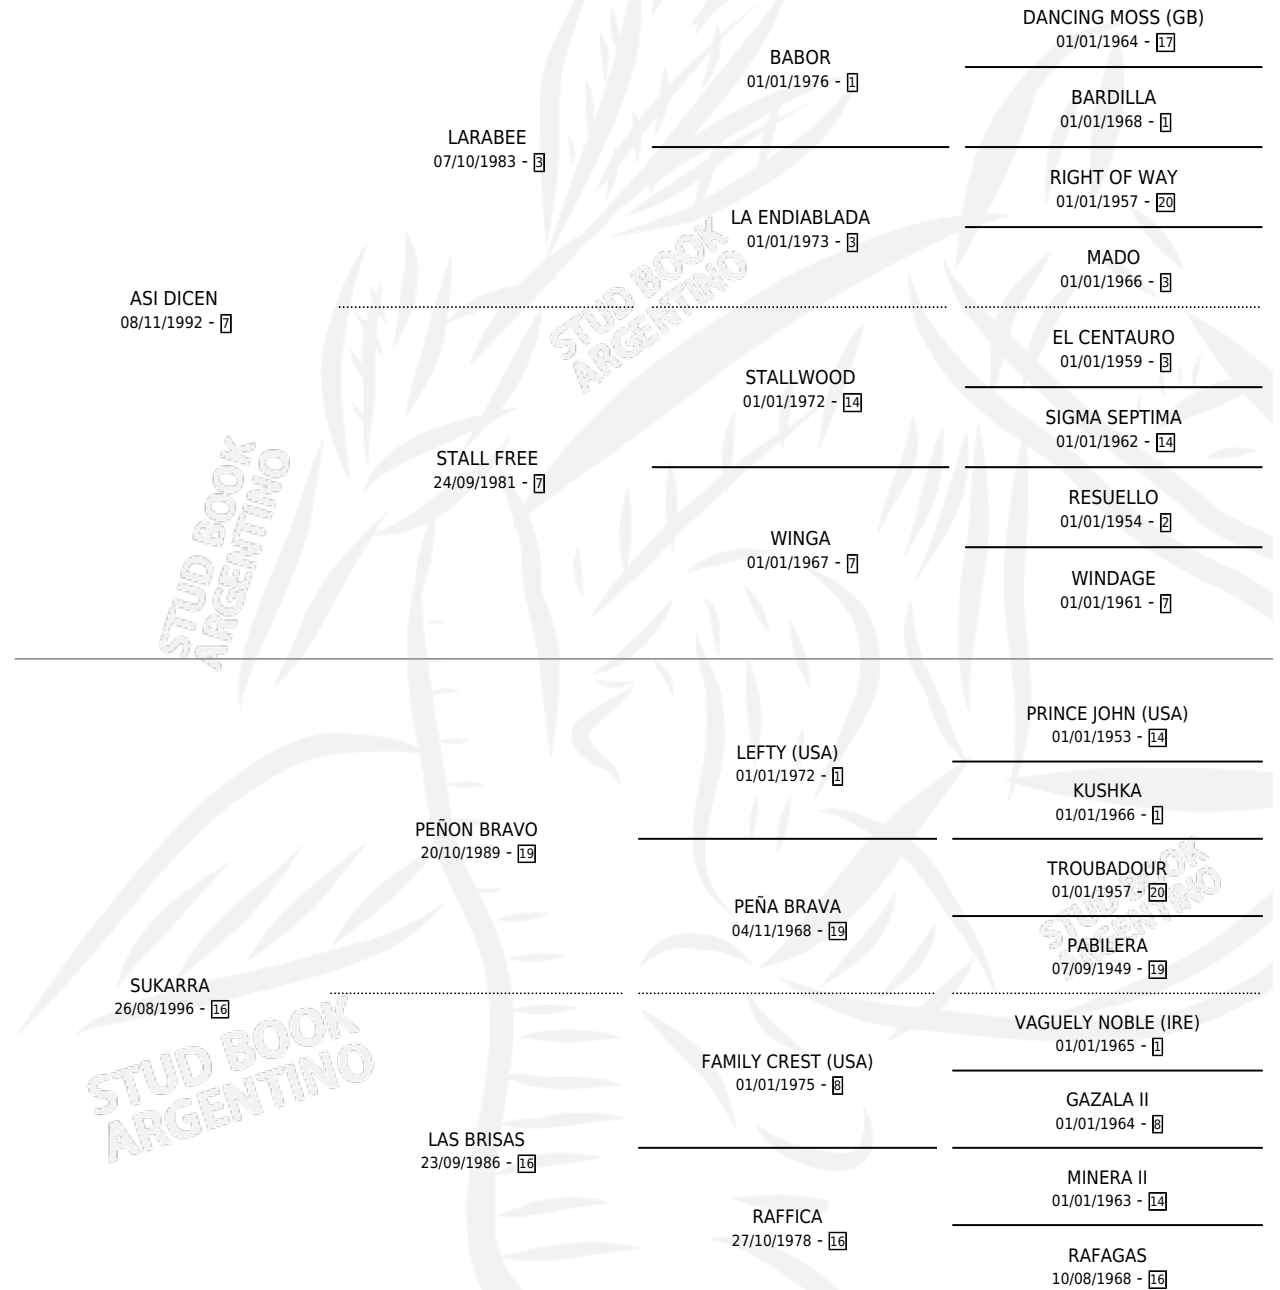 DANCING MOSS (GB)
01/01/1964 - 17
BABOR
01/01/1976 - 1
BARDILLA
01/01/1968 - 1
LARABEE
07/10/1983 - 3
RIGHT OF WAY
01/01/1957 - 20
LA ENDIABLADA
01/01/1973 - 3
MADO
01/01/1966 - 3
ASI DICEN
08/11/1992 - 7
EL CENTAURO
01/01/1959 - 3
STALLWOOD
01/01/1972 - 14
SIGMA SEPTIMA
01/01/1962 - 14
STALL FREE
24/09/1981 - 7
RESUELLO
01/01/1954 - 2
WINGA
01/01/1967 - 7
WINDAGE
01/01/1961 - 7
STUD BOOK
ARGENTINO
STUD BOOK
ARGENTINO
PRINCE JOHN (USA)
01/01/1953 - 14
LEFTY (USA)
01/01/1972 - 1
KUSHKA
01/01/1966 - 1
PEÑON BRAVO
20/10/1989 - 19
TROUBADOUR
01/01/1957 - 20
PEÑA BRAVA
04/11/1968 - 19
PABILERA
07/09/1949 - 19
SUKARRA
26/08/1996 - 16
VAGUELY NOBLE (IRE)
01/01/1965 - 1
FAMILY CREST (USA)
01/01/1975 - 8
GAZALA II
01/01/1964 - 8
LAS BRISAS
23/09/1986 - 16
MINERA II
01/01/1963 - 14
RAFFICA
27/10/1978 - 16
RAFAGAS
10/08/1968 - 16
STUD BOOK
ARGENTINO
STUD BOOK
ARGENTINO